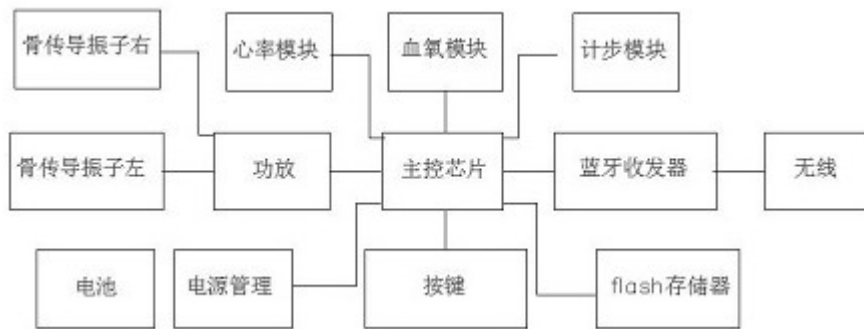 骨传导振子右
心率模块
血氧模块
计步模块
骨传导振子左
功放
主控芯片
蓝牙收发器
无线
电池
电源管理
按键
flash存储器